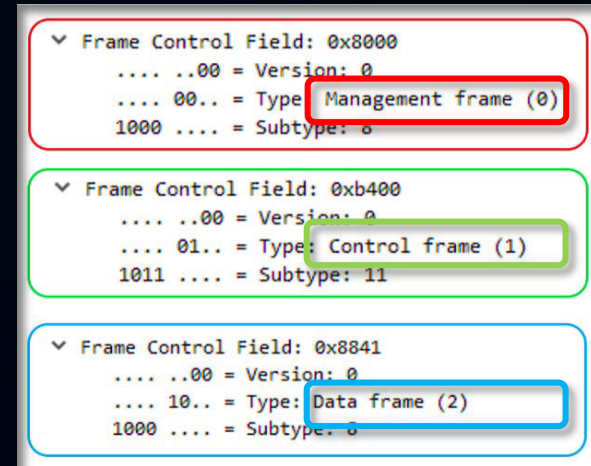 Frame Control Field: 0x8000
.... ..00 = Version: 0
.... 00.. = Type: Management frame (0)
1000 .... = Subtype: 8
Frame Control Field: 0xb400
.... ..00 = Version: 0
.... 01.. = Type: Control frame (1)
1011 .... = Subtype: 11
Frame Control Field: 0x8841
.... ..00 = Version: 0
.... 10.. = Type: Data frame (2)
1000 .... = Subtype: 8